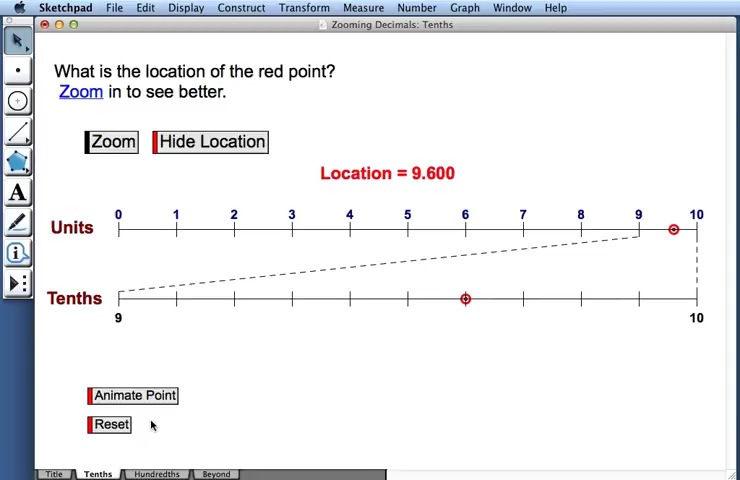 Sketchpad File Edit Display Construct Transform Measure Number Graph Window Help
Zooming Decimals: Tenths
What is the location of the red point?
Zoom in to see better.
Zoom Hide Location
Location = 9.600
0 1 2 3 4 5 6 7 8 9 10
Units
Tenths
9 10
Animate Point
Reset
Title Tenths Hundredths Beyond